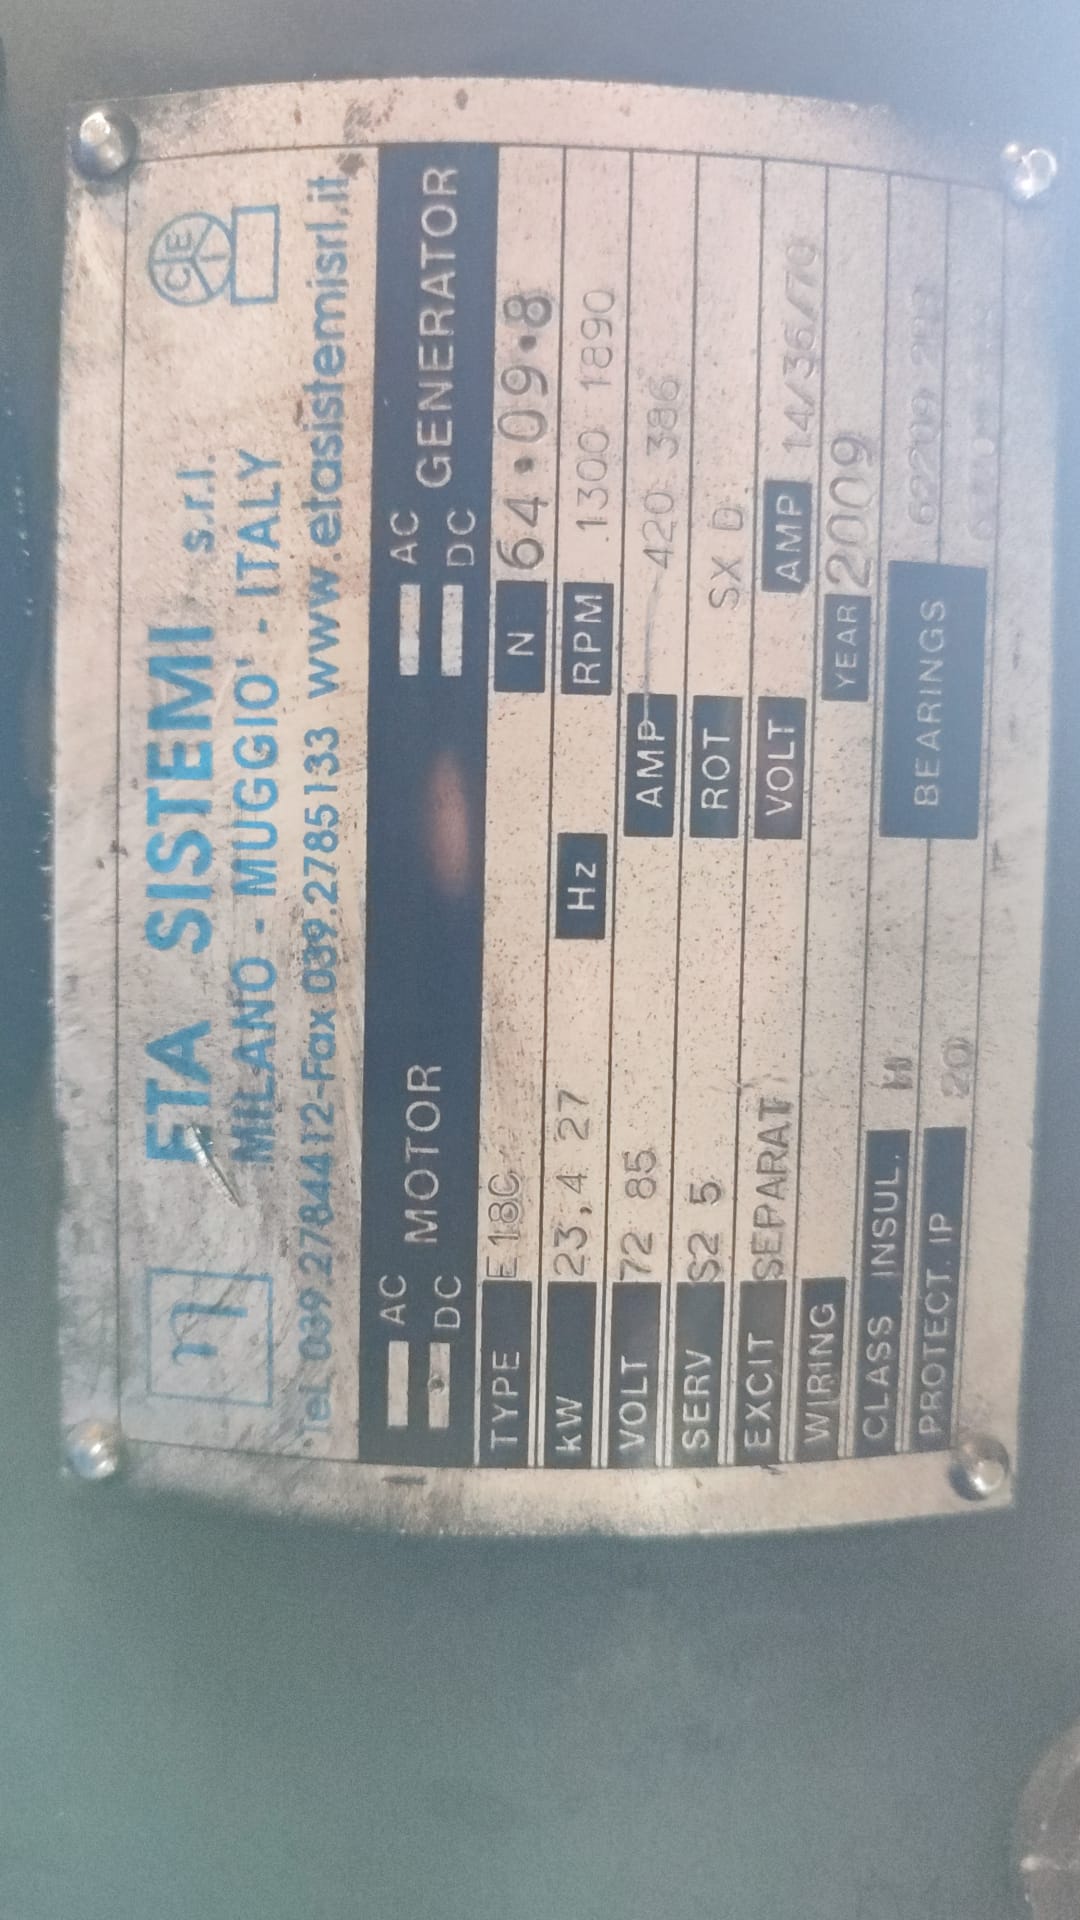 η ETA SISTEMI s.r.l. CEI
MILANO - MUGGIO' - ITALY
Tel. 039.2784412-Fax 039.2785133 www.etasistemisrl.it
AC MOTOR AC GENERATOR
DC DC
TYPE E18C N 64.09.8
kW 23,4 27 Hz RPM 1300 1890
VOLT 72 85 AMP 420 386
SERV S2 5 ROT SX D
EXCIT SEPARAT VOLT AMP 14/36/70
WIRING YEAR 2009
CLASS INSUL. H BEARINGS
PROTECT. IP 20